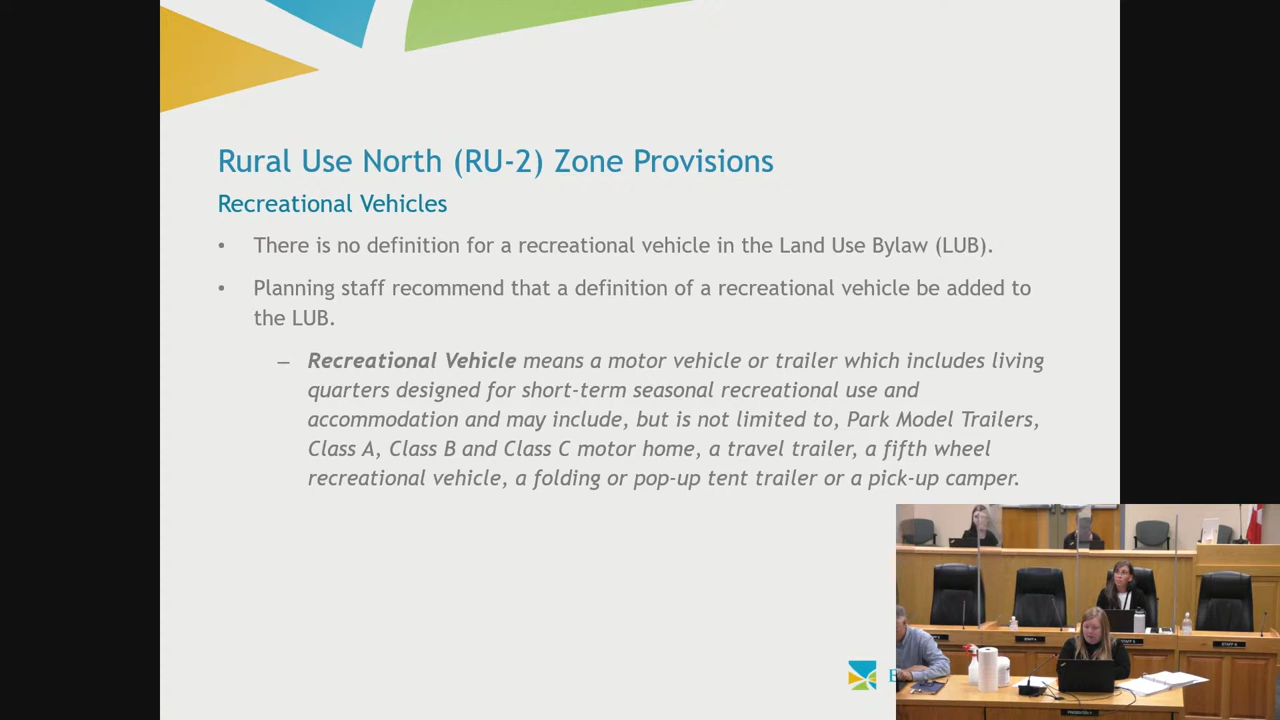 Rural Use North (RU-2) Zone Provisions
Recreational Vehicles
• There is no definition for a recreational vehicle in the Land Use Bylaw (LUB).
• Planning staff recommend that a definition of a recreational vehicle be added to
the LUB.
– Recreational Vehicle means a motor vehicle or trailer which includes living
quarters designed for short-term seasonal recreational use and
accommodation and may include, but is not limited to, Park Model Trailers,
Class A, Class B and Class C motor home, a travel trailer, a fifth wheel
recreational vehicle, a folding or pop-up tent trailer or a pick-up camper.